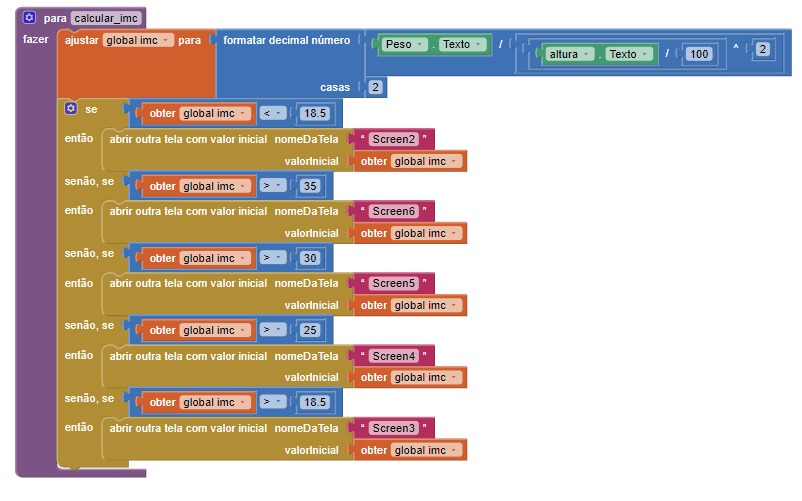 para calcular_imc
fazer ajustar global imc para formatar decimal número Peso . Texto / altura . Texto / 100 ^ 2
casas 2
se obter global imc < 18.5
então abrir outra tela com valor inicial nomeDaTela " Screen2 "
valorInicial obter global imc
senão, se obter global imc > 35
então abrir outra tela com valor inicial nomeDaTela " Screen6 "
valorInicial obter global imc
senão, se obter global imc > 30
então abrir outra tela com valor inicial nomeDaTela " Screen5 "
valorInicial obter global imc
senão, se obter global imc > 25
então abrir outra tela com valor inicial nomeDaTela " Screen4 "
valorInicial obter global imc
senão, se obter global imc > 18.5
então abrir outra tela com valor inicial nomeDaTela " Screen3 "
valorInicial obter global imc